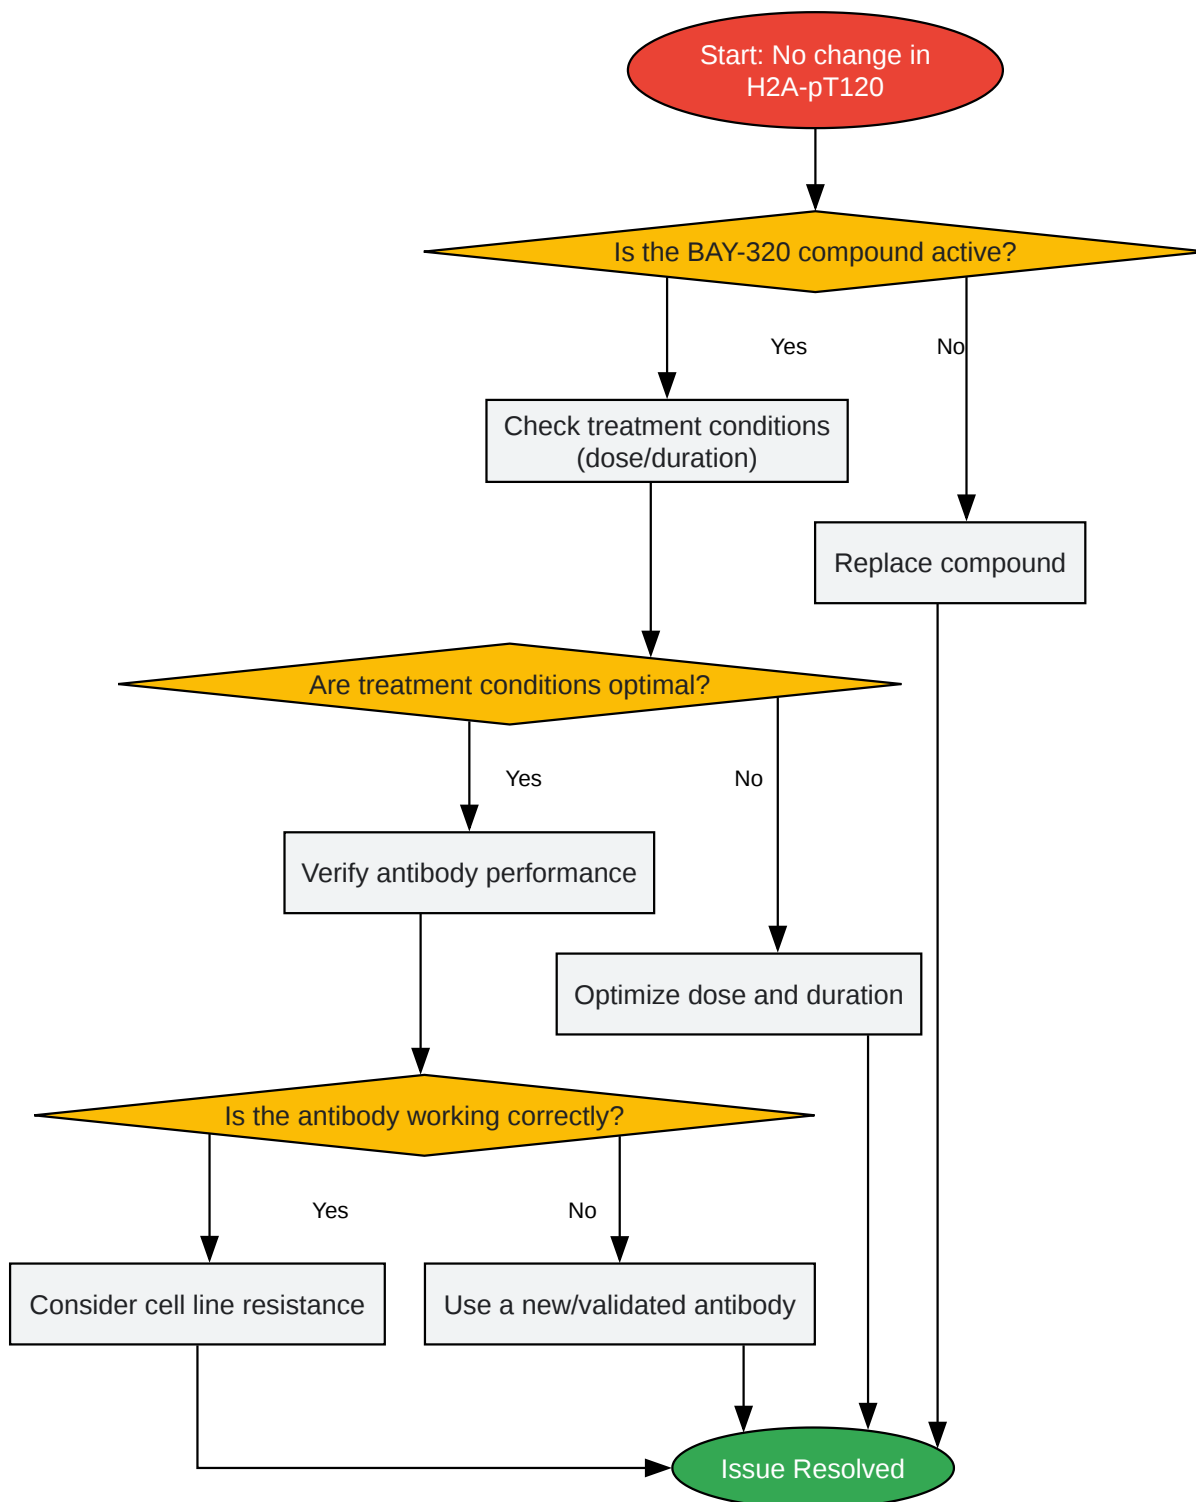 Start: No change in
H2A-pT120
Is the BAY-320 compound active?
Yes
No
Check treatment conditions
(dose/duration)
Replace compound
Are treatment conditions optimal?
Yes
No
Verify antibody performance
Optimize dose and duration
Is the antibody working correctly?
Yes
No
Consider cell line resistance
Use a new/validated antibody
Issue Resolved